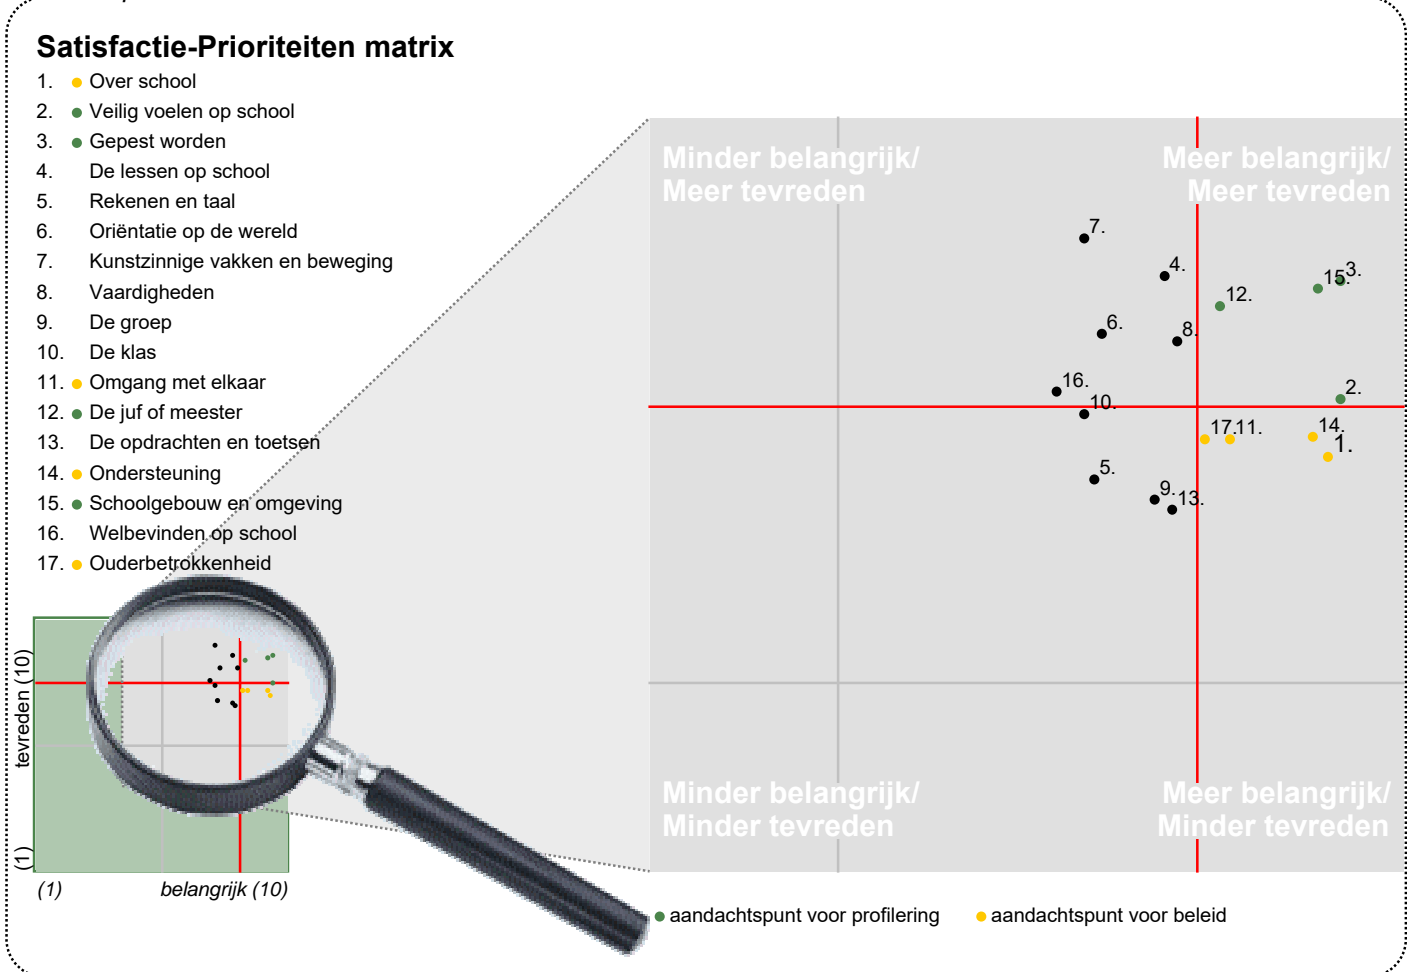 Satisfactie-Prioriteiten matrix
1. Over school
2. Veilig voelen op school
3. Gepest worden
4. De lessen op school
5. Rekenen en taal
6. Oriëntatie op de wereld
7. Kunstzinnige vakken en beweging
8. Vaardigheden
9. De groep
10. De klas
11. Omgang met elkaar
12. De juf of meester
13. De opdrachten en toetsen
14. Ondersteuning
15. Schoolgebouw en omgeving
16. Welbevinden op school
17. Ouderbetrokkenheid
Minder belangrijk/
Meer tevreden
Meer belangrijk/
Meer tevreden
7.
4.
15.
3.
12.
6.
8.
16.
2.
10.
17.
11.
14.
1.
5.
9.
13.
Minder belangrijk/
Minder tevreden
Meer belangrijk/
Minder tevreden
tevreden (10)
(1)
(1)
belangrijk (10)
aandachtspunt voor profilering
aandachtspunt voor beleid